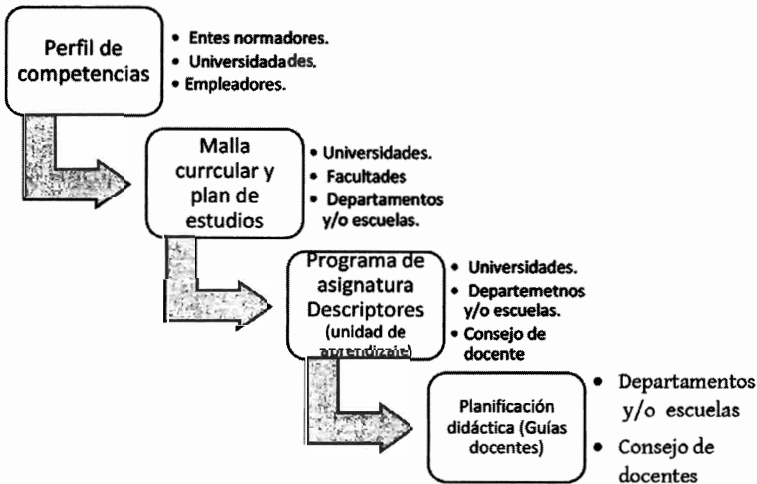 Perfil de
competencias
• Entes normadores.
• Universidadades.
• Empleadores.
Malla
currcular y
plan de
estudios
• Universidades.
• Facultades
• Departamentos
y/o escuelas.
Programa de
asignatura
Descriptores
(unidad de
aprendizaje)
• Universidades.
• Departemetnos
y/o escuelas.
• Consejo de
docente
Planificación
didáctica (Guías
docentes)
• Departamentos
y/o escuelas
• Consejo de
docentes